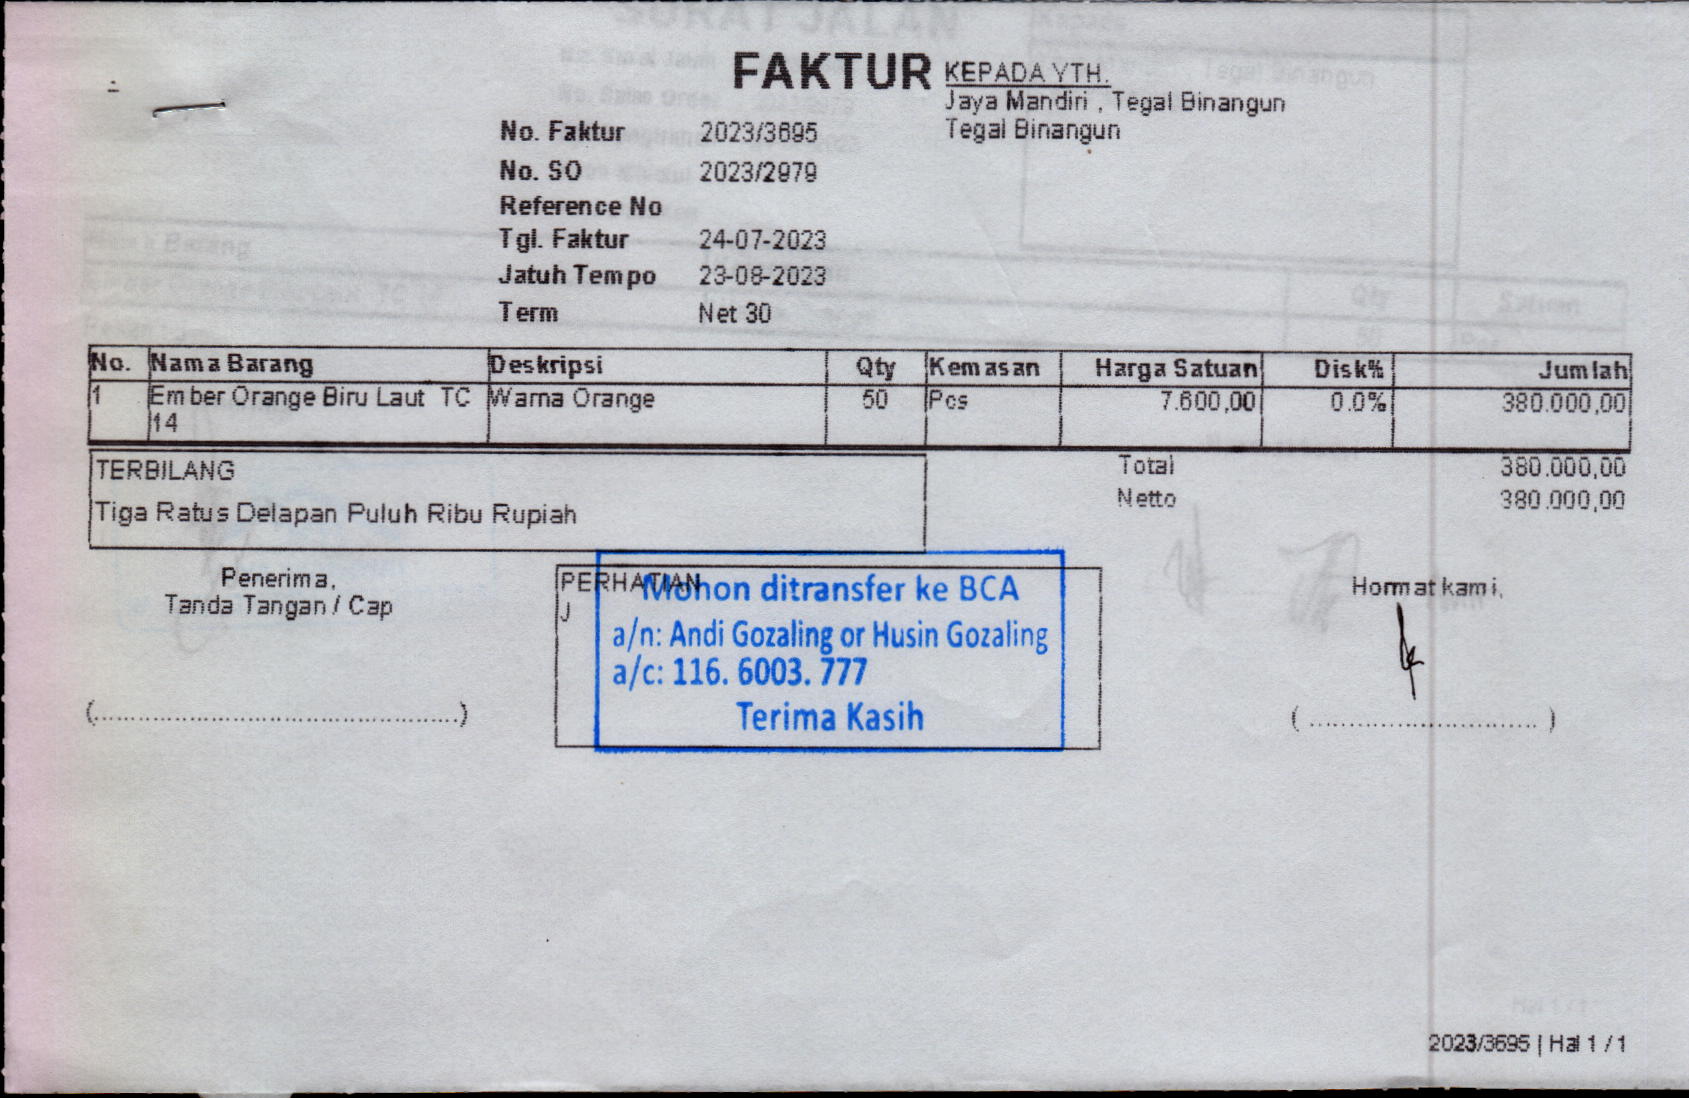 FAKTUR
KEPADA YTH.
Jaya Mandiri , Tegal Binangun
Tegal Binangun
No. Faktur 2023/3695
No. SO 2023/2979
Reference No
Tgl. Faktur 24-07-2023
Jatuh Tempo 23-08-2023
Term Net 30
No. Nama Barang Deskripsi Qty Kemasan Harga Satuan Disk% Jumlah
1 Ember Orange Biru Laut TC Warna Orange 50 Pcs 7.600,00 0.0% 380.000,00
14
TERBILANG
Tiga Ratus Delapan Puluh Ribu Rupiah
Total 380.000,00
Netto 380.000,00
Penerima,
Tanda Tangan / Cap
(................................................)
PERHATIAN
J
Mohon ditransfer ke BCA
a/n: Andi Gozaling or Husin Gozaling
a/c: 116. 6003. 777
Terima Kasih
Hormat kami,
( .............................. )
2023/3695 | Hal 1 / 1